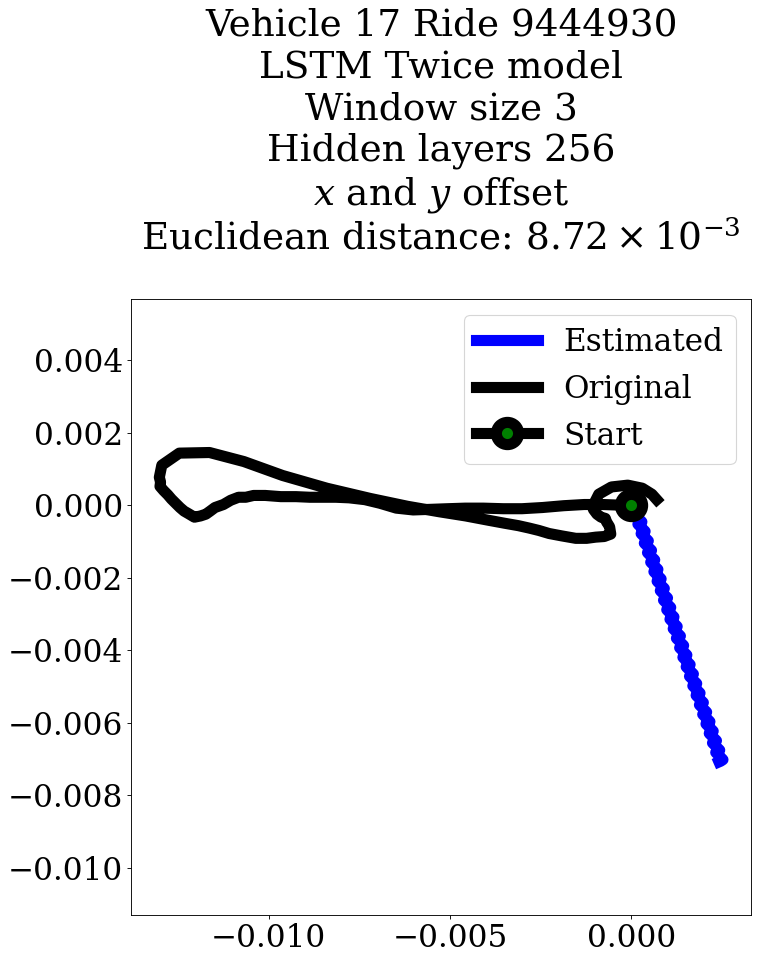 Vehicle 17 Ride 9444930
LSTM Twice model
Window size 3
Hidden layers 256
x and y offset
Euclidean distance: 8.72 × 10⁻³
Estimated
Original
Start
0.004
0.002
0.000
−0.002
−0.004
−0.006
−0.008
−0.010
−0.010 −0.005 0.000